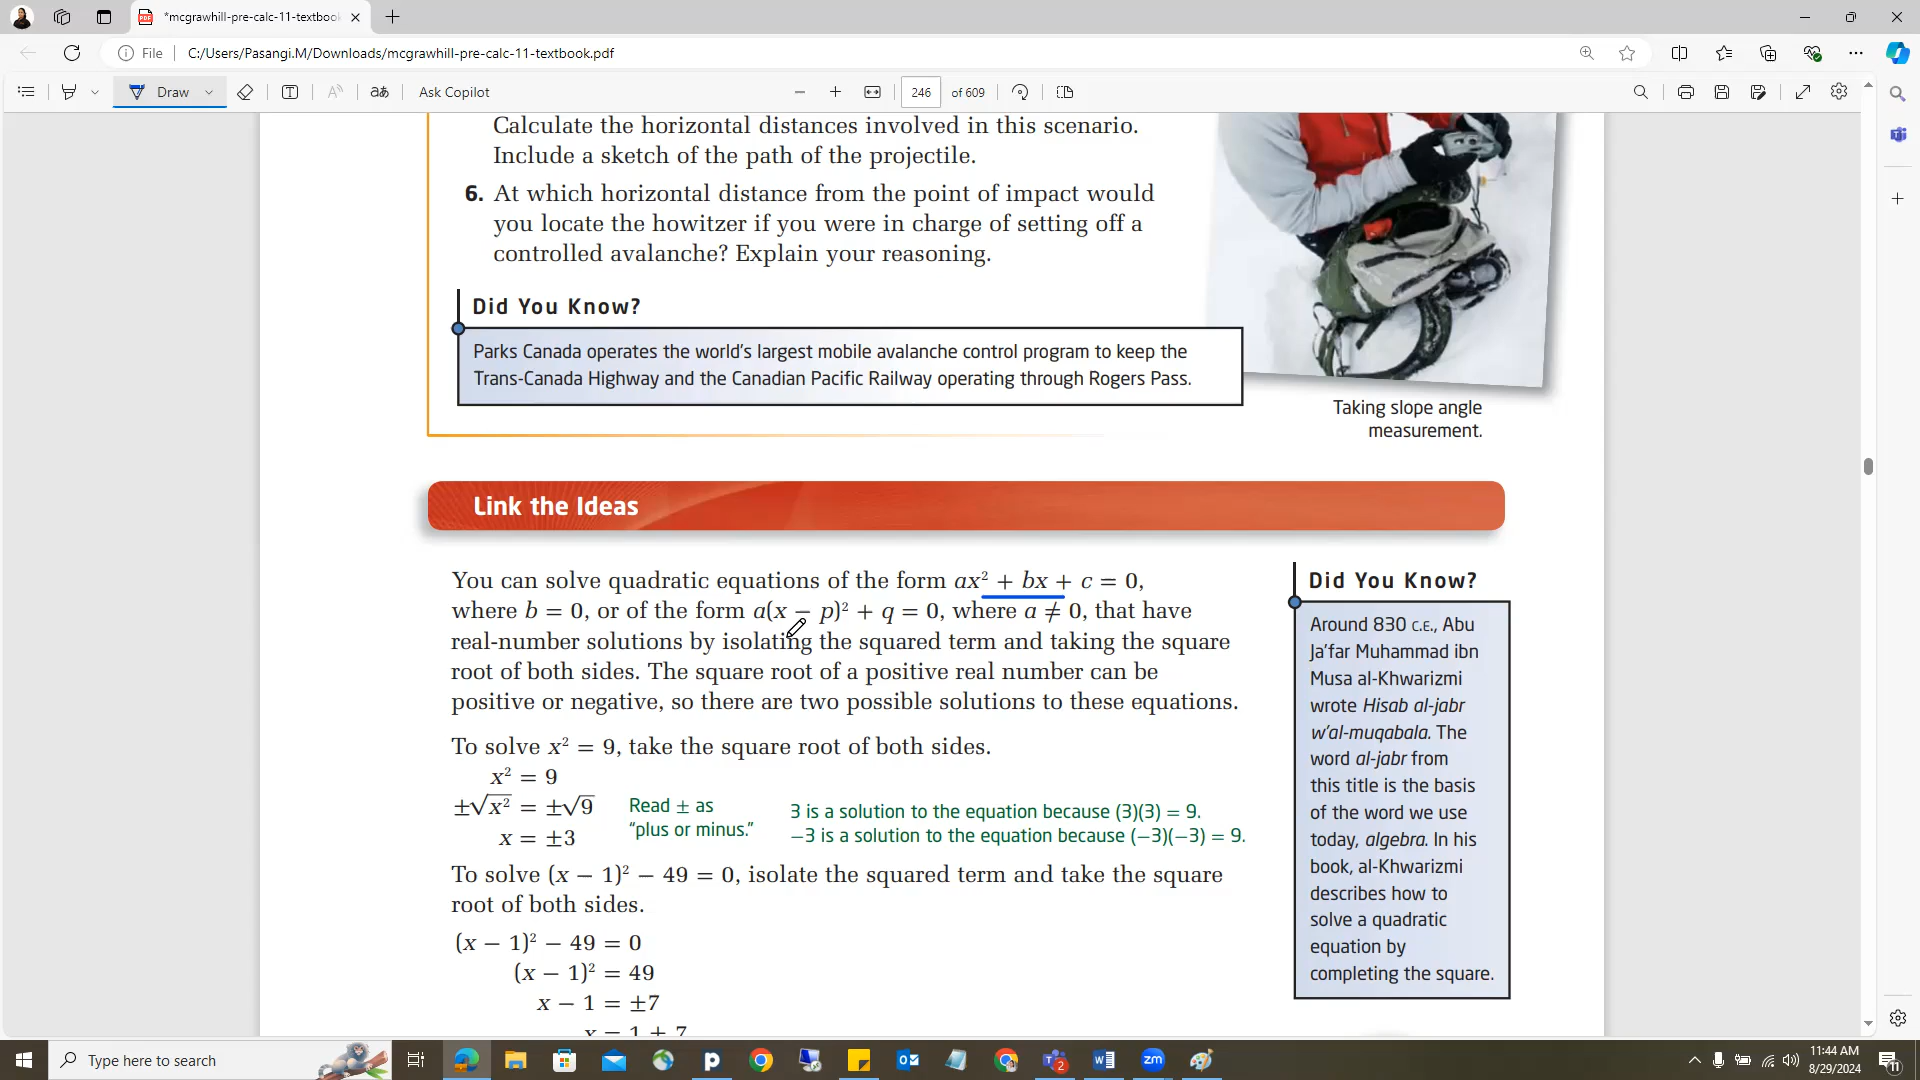 *mcgrawhill-pre-calc-11-textbook
File
C:/Users/Pasangi.M/Downloads/mcgrawhill-pre-calc-11-textbook.pdf
Draw
Ask Copilot
246 of 609
Calculate the horizontal distances involved in this scenario.
Include a sketch of the path of the projectile.
6. At which horizontal distance from the point of impact would
you locate the howitzer if you were in charge of setting off a
controlled avalanche? Explain your reasoning.
Did You Know?
Parks Canada operates the world's largest mobile avalanche control program to keep the
Trans-Canada Highway and the Canadian Pacific Railway operating through Rogers Pass.
Taking slope angle
measurement.
Link the Ideas
You can solve quadratic equations of the form ax² + bx + c = 0,
where b = 0, or of the form a(x − p)² + q = 0, where a ≠ 0, that have
real-number solutions by isolating the squared term and taking the square
root of both sides. The square root of a positive real number can be
positive or negative, so there are two possible solutions to these equations.
To solve x² = 9, take the square root of both sides.
x² = 9
±√x² = ±√9
x = ±3
Read ± as
"plus or minus."
3 is a solution to the equation because (3)(3) = 9.
−3 is a solution to the equation because (−3)(−3) = 9.
To solve (x − 1)² − 49 = 0, isolate the squared term and take the square
root of both sides.
(x − 1)² − 49 = 0
(x − 1)² = 49
x − 1 = ±7
Did You Know?
Around 830 C.E., Abu
Ja'far Muhammad ibn
Musa al-Khwarizmi
wrote Hisab al-jabr
w'al-muqabala. The
word al-jabr from
this title is the basis
of the word we use
today, algebra. In his
book, al-Khwarizmi
describes how to
solve a quadratic
equation by
completing the square.
Type here to search
11:44 AM
8/29/2024